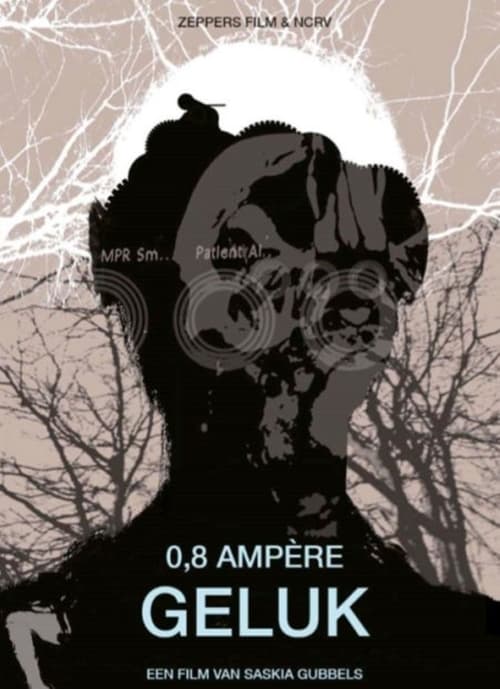 ZEPPERS FILM & NCRV
MPR Sm... Patient Al..
0,8 AMPÈRE
GELUK
EEN FILM VAN SASKIA GUBBELS